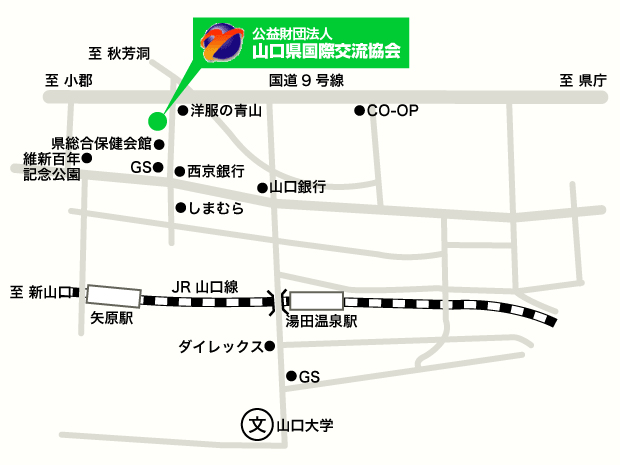 公益財団法人
山口県国際交流協会
至 秋芳洞
至 小郡
国道9号線
至 県庁
洋服の青山
CO-OP
県総合保健会館
維新百年
記念公園
GS
西京銀行
山口銀行
しまむら
至 新山口
JR 山口線
矢原駅
湯田温泉駅
ダイレックス
GS
文
山口大学